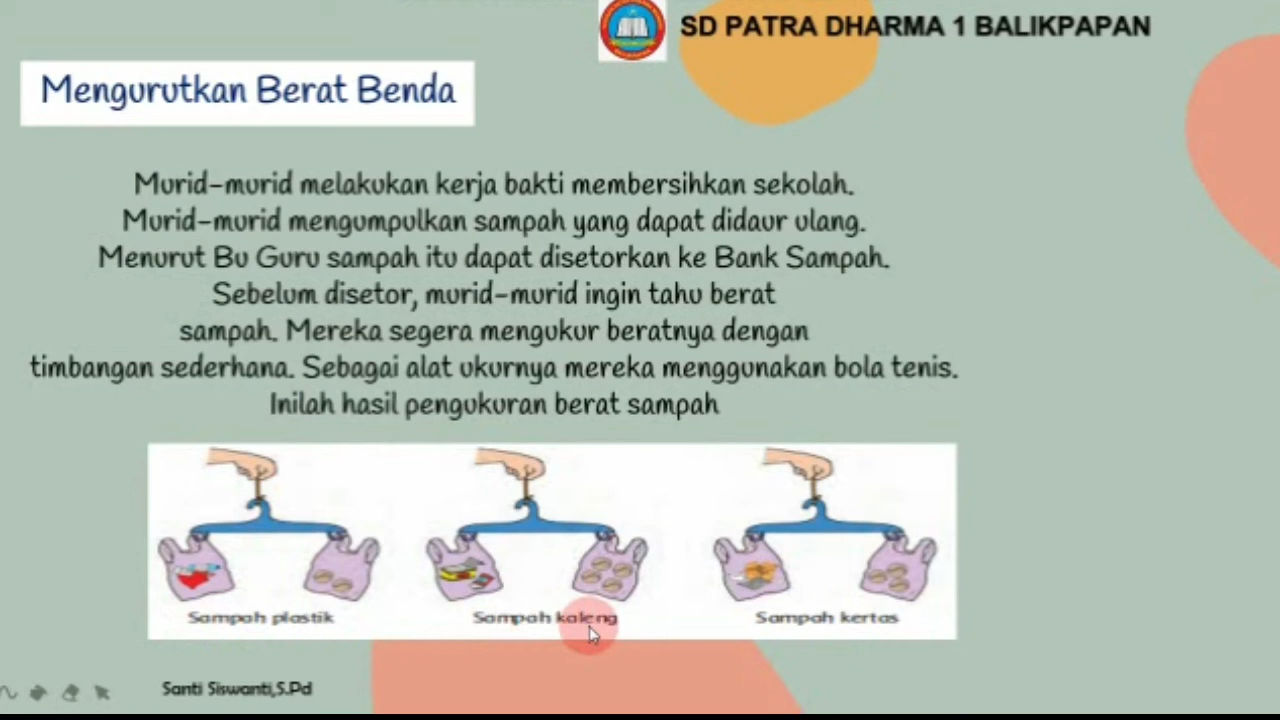 SD PATRA DHARMA 1 BALIKPAPAN
Mengurutkan Berat Benda
Murid-murid melakukan kerja bakti membersihkan sekolah.
Murid-murid mengumpulkan sampah yang dapat didaur ulang.
Menurut Bu Guru sampah itu dapat disetorkan ke Bank Sampah.
Sebelum disetor, murid-murid ingin tahu berat
sampah. Mereka segera mengukur beratnya dengan
timbangan sederhana. Sebagai alat ukurnya mereka menggunakan bola tenis.
Inilah hasil pengukuran berat sampah
Sampah plastik
Sampah kaleng
Sampah kertas
Santi Siswanti,S.Pd